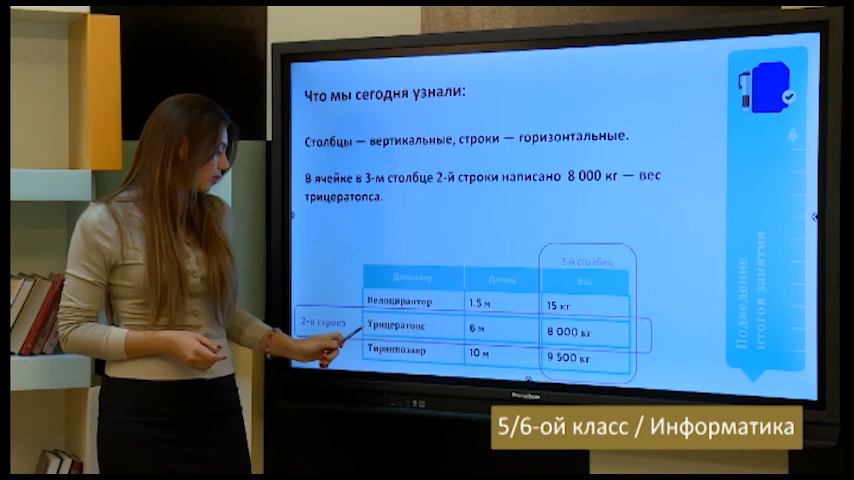 Что мы сегодня узнали:
Столбцы — вертикальные, строки — горизонтальные.
В ячейке в 3-м столбце 2-й строки написано 8 000 кг — вес
трицератопса.
3-й столбец
Динозавр Длина Вес
Велоцираптор 1.5 м 15 кг
2-я строка Трицератопс 6 м 8 000 кг
Тираннозавр 10 м 9 500 кг
Подведение
итогов занятия
5/6-ой класс / Информатика